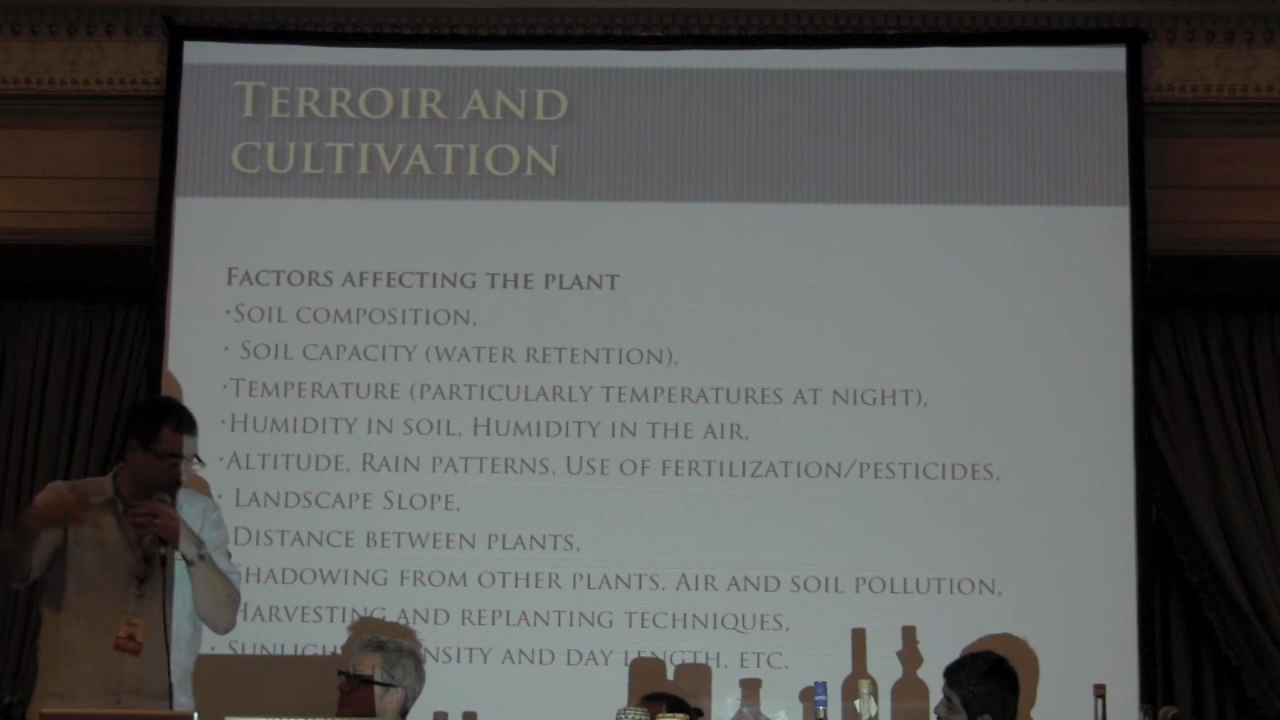 TERROIR AND
CULTIVATION
FACTORS AFFECTING THE PLANT
·SOIL COMPOSITION,
· SOIL CAPACITY (WATER RETENTION),
·TEMPERATURE (PARTICULARLY TEMPERATURES AT NIGHT),
·HUMIDITY IN SOIL, HUMIDITY IN THE AIR,
·ALTITUDE, RAIN PATTERNS, USE OF FERTILIZATION/PESTICIDES,
· LANDSCAPE SLOPE,
DISTANCE BETWEEN PLANTS,
SHADOWING FROM OTHER PLANTS, AIR AND SOIL POLLUTION,
HARVESTING AND REPLANTING TECHNIQUES,
· SUNLIGHT AND DAY LENGTH, ETC.